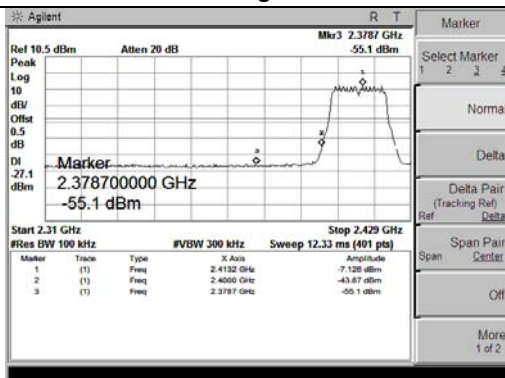 Agilent R T
Mkr3 2.3787 GHz
Ref 10.5 dBm Atten 20 dB -55.1 dBm
Peak
Log
10
dB/
Offst
0.5
dB
DI
-27.1
dBm
1
2
3
Marker
2.378700000 GHz
-55.1 dBm
Start 2.31 GHz Stop 2.429 GHz
#Res BW 100 kHz #VBW 300 kHz Sweep 12.33 ms (401 pts)
Marker Trace Type X Axis Amplitude
1 (1) Freq 2.4132 GHz -7.126 dBm
2 (1) Freq 2.4000 GHz -43.87 dBm
3 (1) Freq 2.3787 GHz -55.1 dBm
Marker
Select Marker
1 2 3 4
Norma
Delta
Delta Pair
(Tracking Ref)
Ref Delta
Span Pair
Span Center
Off
More
1 of 2